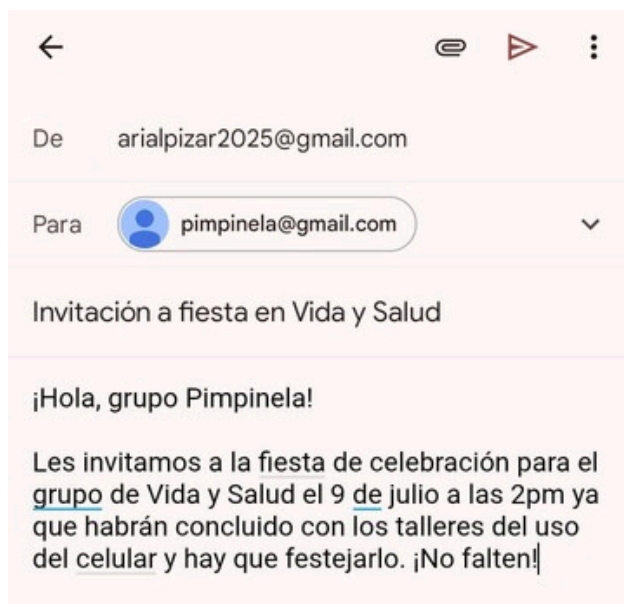 De arialpizar2025@gmail.com
Para pimpinela@gmail.com
Invitación a fiesta en Vida y Salud
¡Hola, grupo Pimpinela!
Les invitamos a la fiesta de celebración para el
grupo de Vida y Salud el 9 de julio a las 2pm ya
que habrán concluido con los talleres del uso
del celular y hay que festejarlo. ¡No falten!